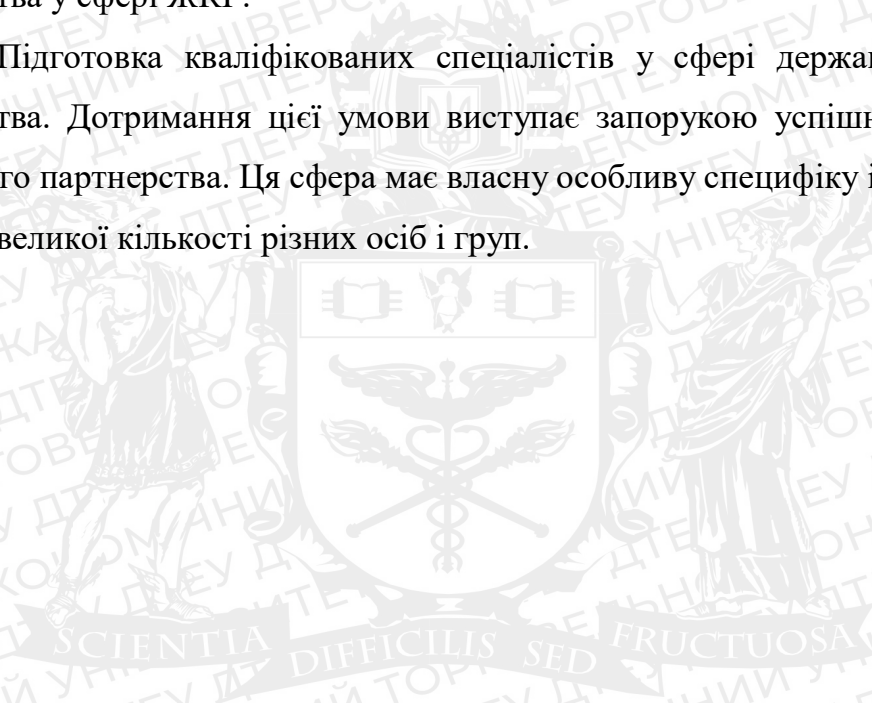 тва у сфері ЖКГ.
Підготовка кваліфікованих спеціалістів у сфері держа
тва. Дотримання цієї умови виступає запорукою успішн
го партнерства. Ця сфера має власну особливу специфіку і
великої кількості різних осіб і груп.
SCIENTIA DIFFICILIS SED FRUCTUOSA